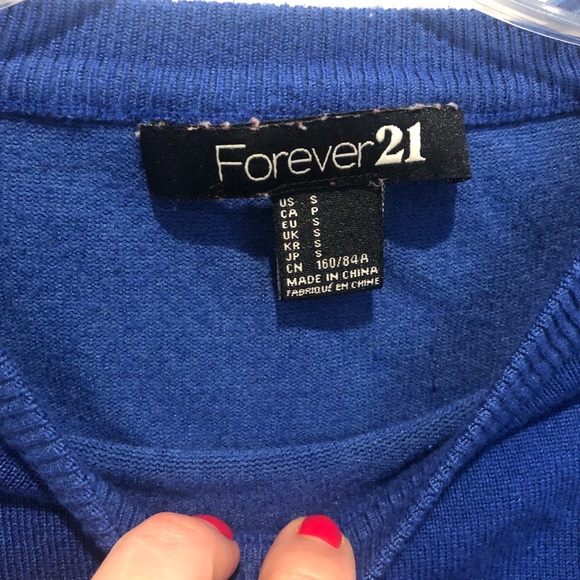 Forever21
US S
CA P
EU S
UK S
KR S
JP S
CN 160/84A
MADE IN CHINA
FABRIQUÉ EN CHINE